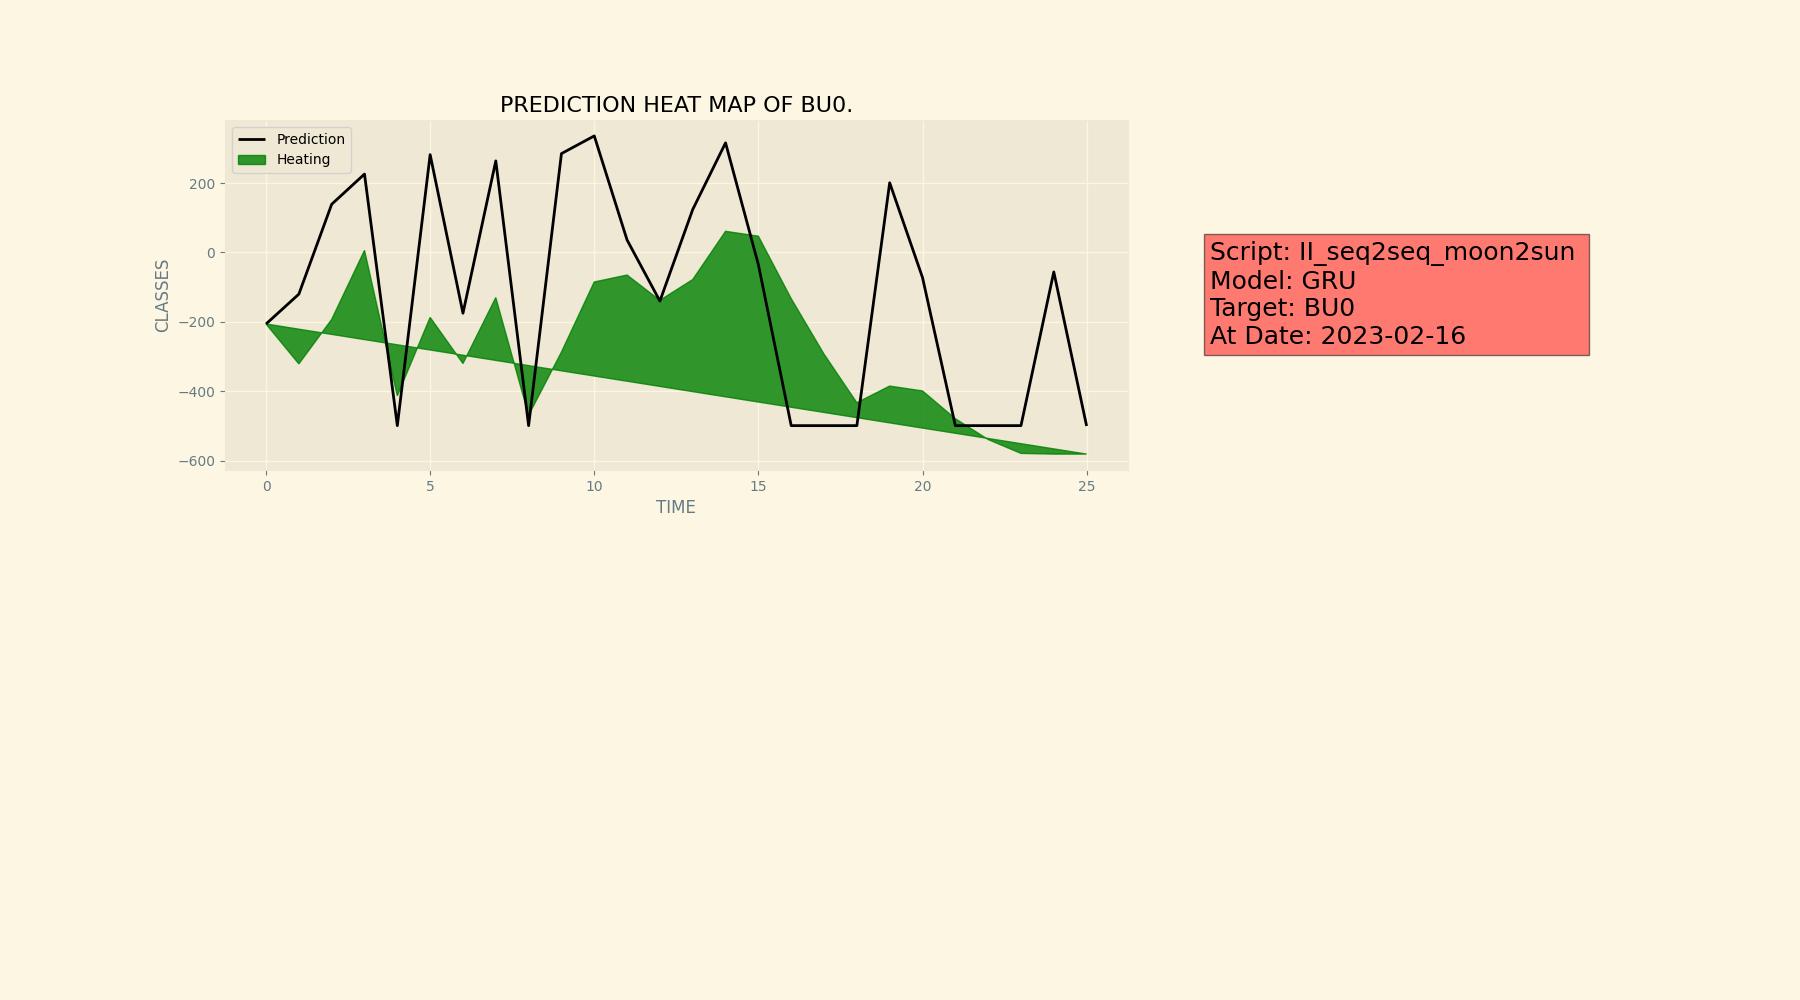 PREDICTION HEAT MAP OF BU0.
Prediction
Heating
CLASSES
200
0
−200
−400
−600
0 5 10 15 20 25
TIME
Script: II_seq2seq_moon2sun
Model: GRU
Target: BU0
At Date: 2023-02-16